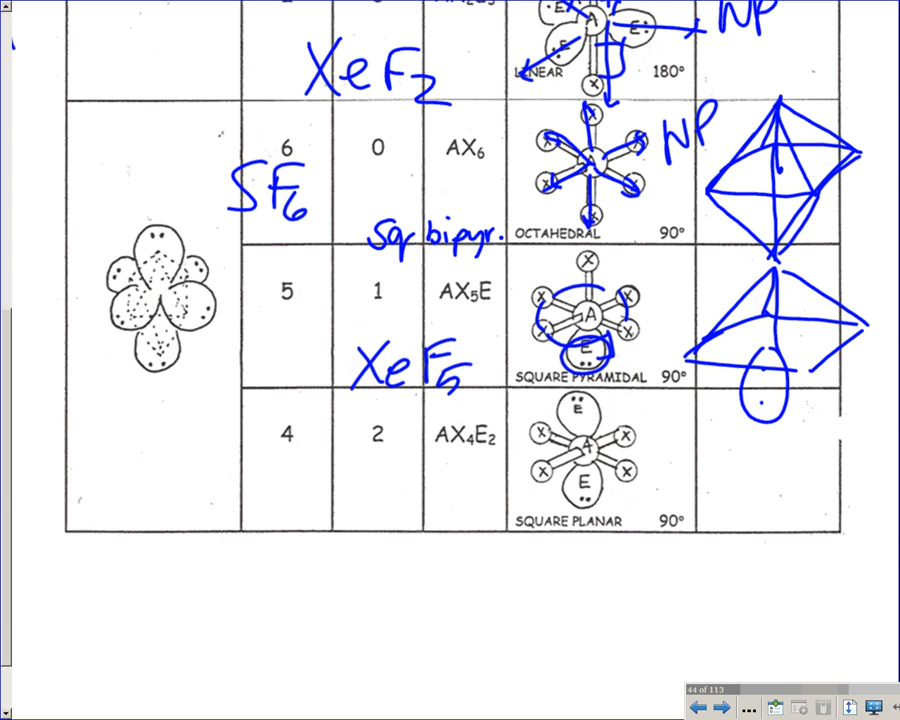 A
E
NP
XeF2
LINEAR 180°
X
6 0 AX6
X
X X
A
X X
X
NP
SF6
Sq bipyr.
OCTAHEDRAL 90°
5 1 AX5E
X
X X
A
X X
E
XeF5
SQUARE PYRAMIDAL 90°
4 2 AX4E2
E
X X
A
X X
E
SQUARE PLANAR 90°
44 of 113